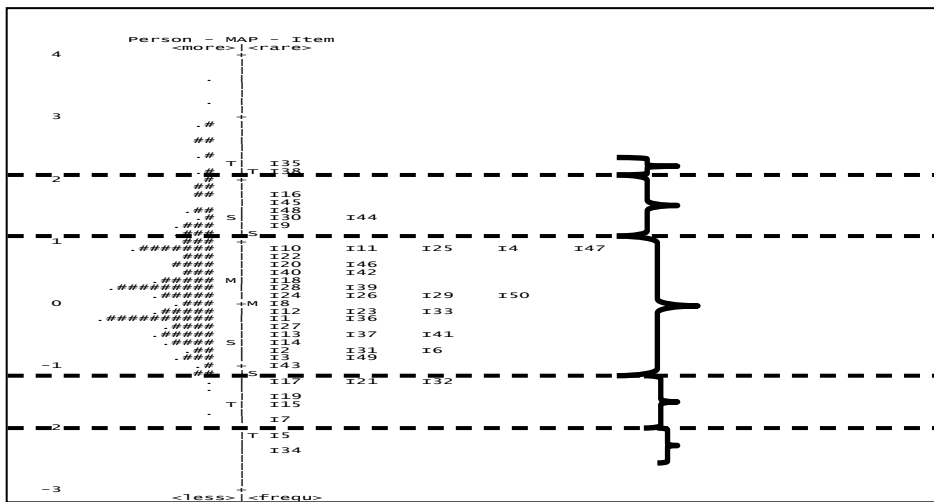 Person - MAP - Item
<more>|<rare>
4 +
. |
. |
3 +
.# |
## |
.# |
T| I35
.# |T I38
2 # +
## |
## | I16
| I45
.## | I48
.# S| I30 I44
.### | I9
### |S
1 ### +
.####### | I10 I11 I25 I4 I47
### | I22
##### | I20 I46
### | I40 I42
.#### M| I18
.######### | I28 I39
.#### | I24 I26 I29 I50
0 .### +M I8
.###### | I12 I23 I33
.########## | I1 I36
.#### | I27
.##### | I13 I37 I41
.#### S| I14
.## | I2 I31 I6
.### | I3 I49
-1 .# + I43
.# |S
. | I17 I21 I32
. |
| I19
T| I15
. |
| I7
-2 +
|T I5
| I34
-3
<less>|<frequ>